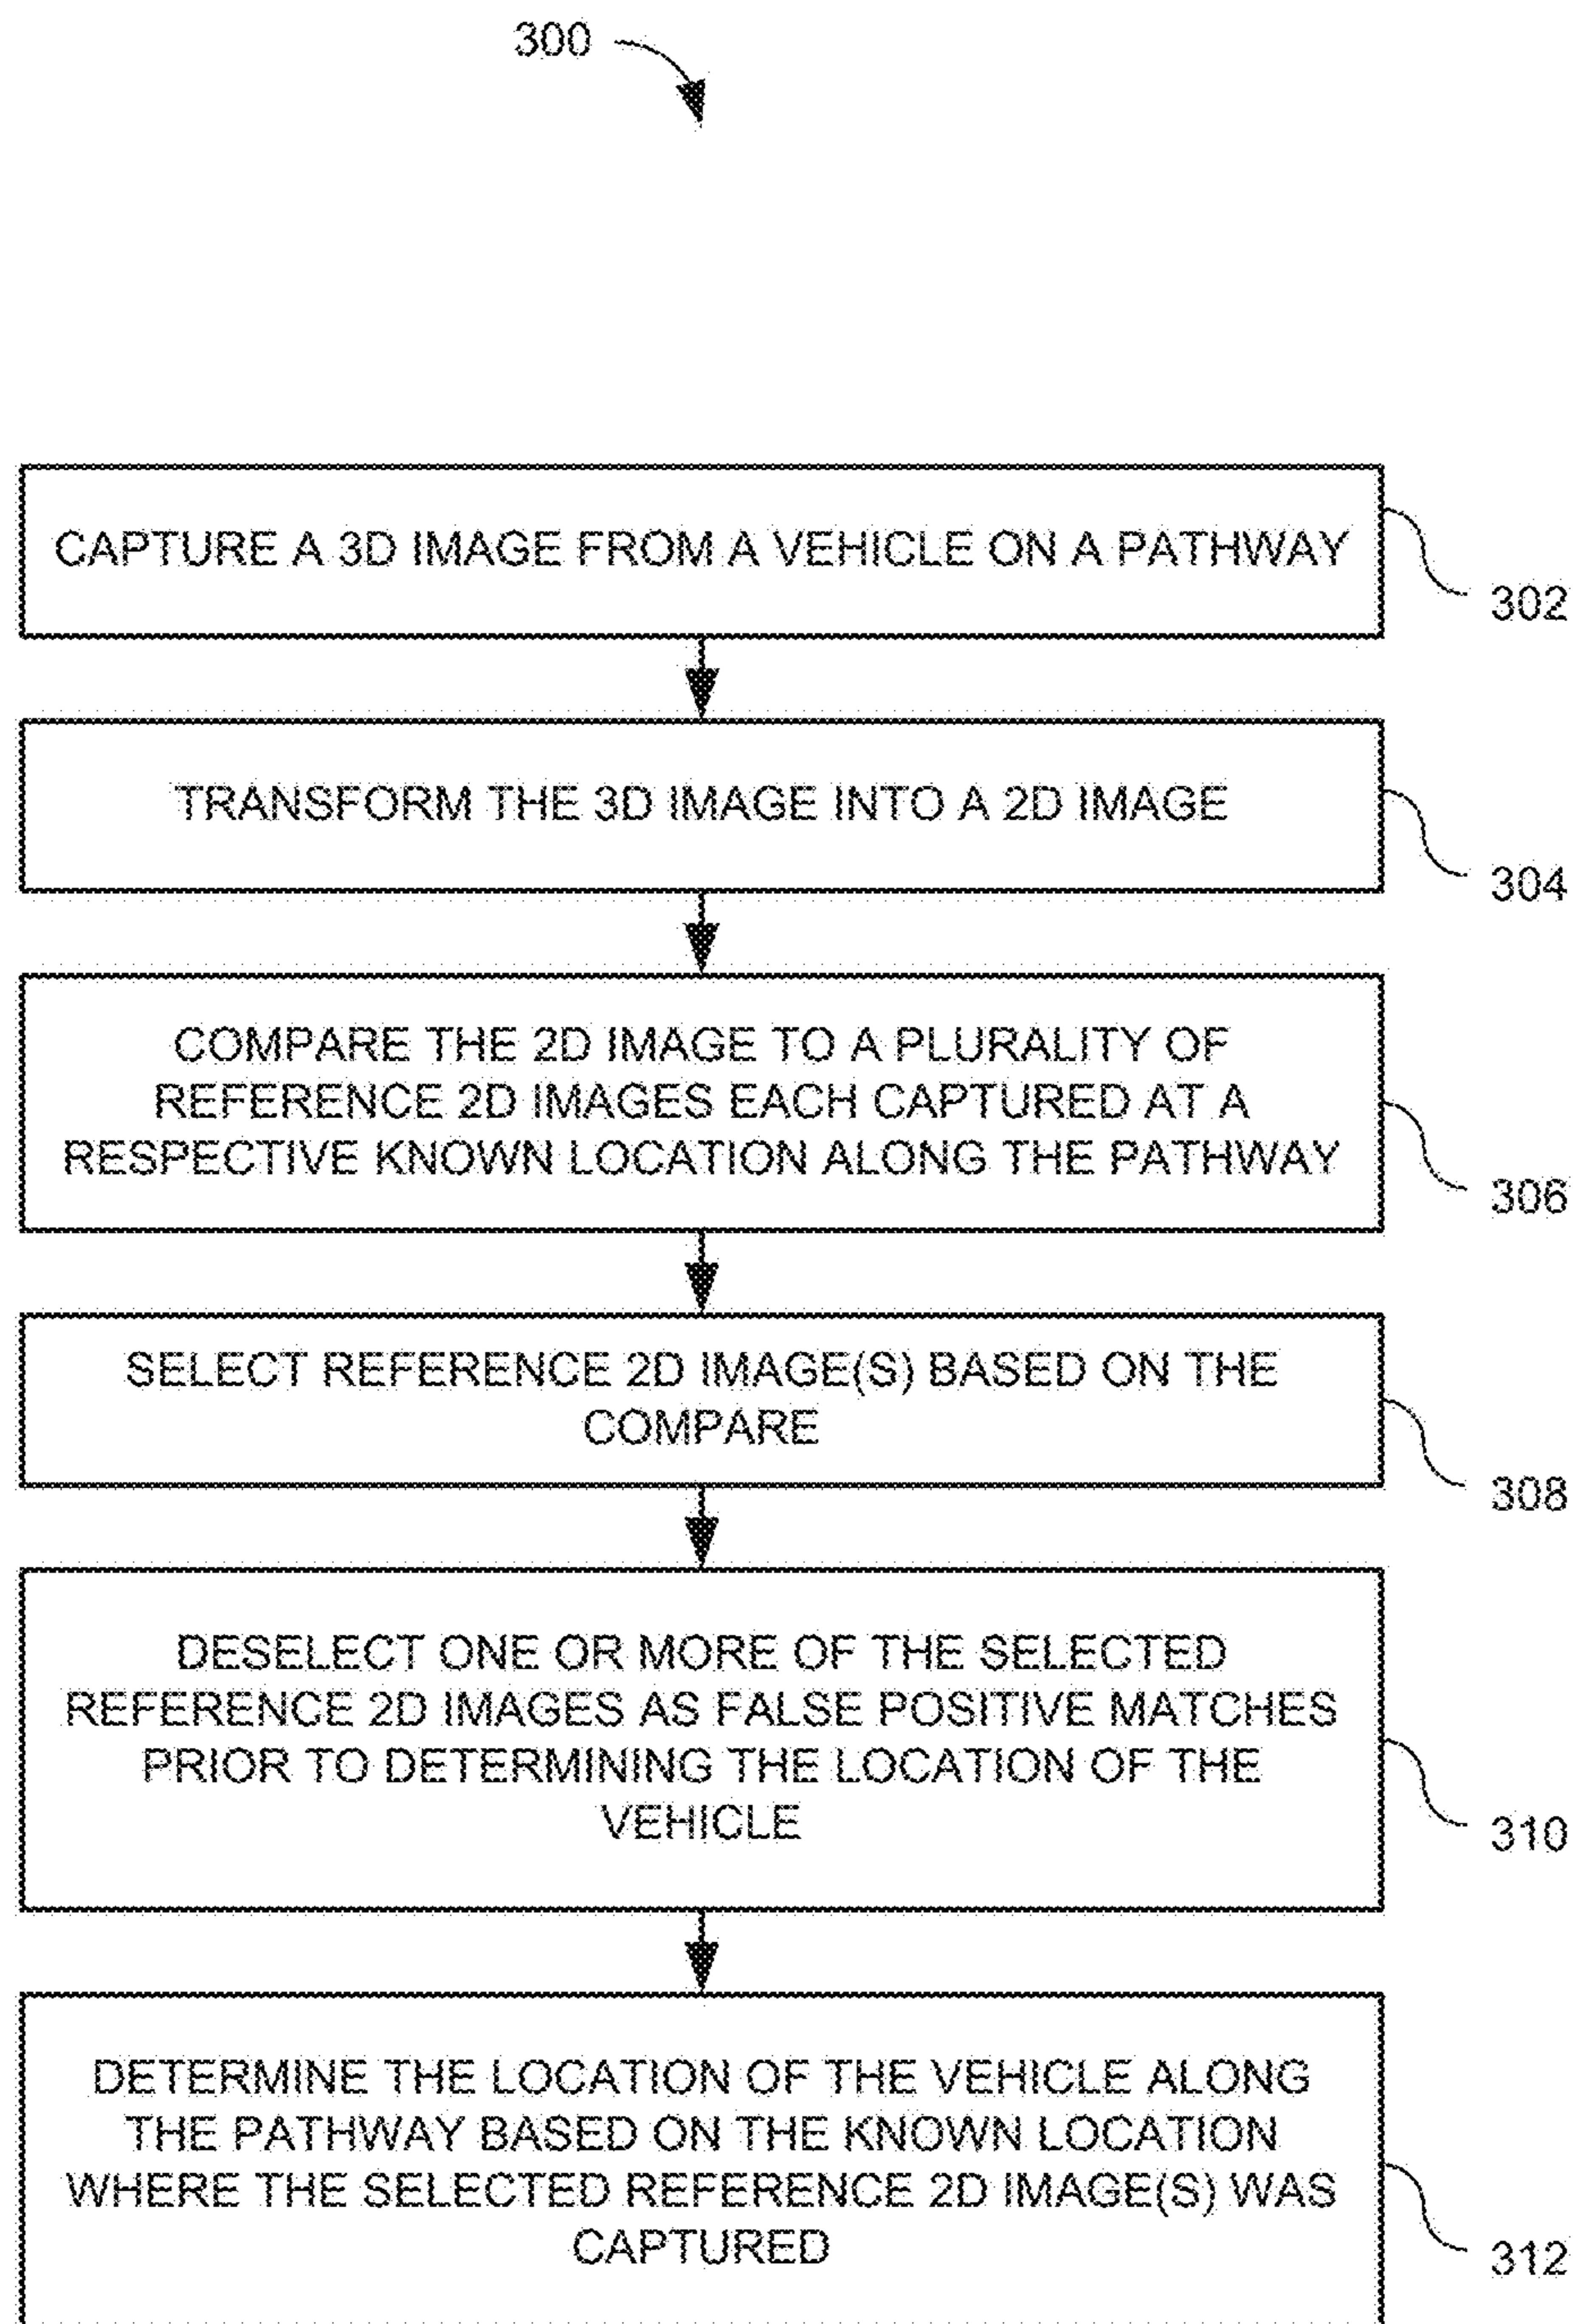 300
CAPTURE A 3D IMAGE FROM A VEHICLE ON A PATHWAY
302
TRANSFORM THE 3D IMAGE INTO A 2D IMAGE
304
COMPARE THE 2D IMAGE TO A PLURALITY OF
REFERENCE 2D IMAGES EACH CAPTURED AT A
RESPECTIVE KNOWN LOCATION ALONG THE PATHWAY
306
SELECT REFERENCE 2D IMAGE(S) BASED ON THE
COMPARE
308
DESELECT ONE OR MORE OF THE SELECTED
REFERENCE 2D IMAGES AS FALSE POSITIVE MATCHES
PRIOR TO DETERMINING THE LOCATION OF THE
VEHICLE
310
DETERMINE THE LOCATION OF THE VEHICLE ALONG
THE PATHWAY BASED ON THE KNOWN LOCATION
WHERE THE SELECTED REFERENCE 2D IMAGE(S) WAS
CAPTURED
312